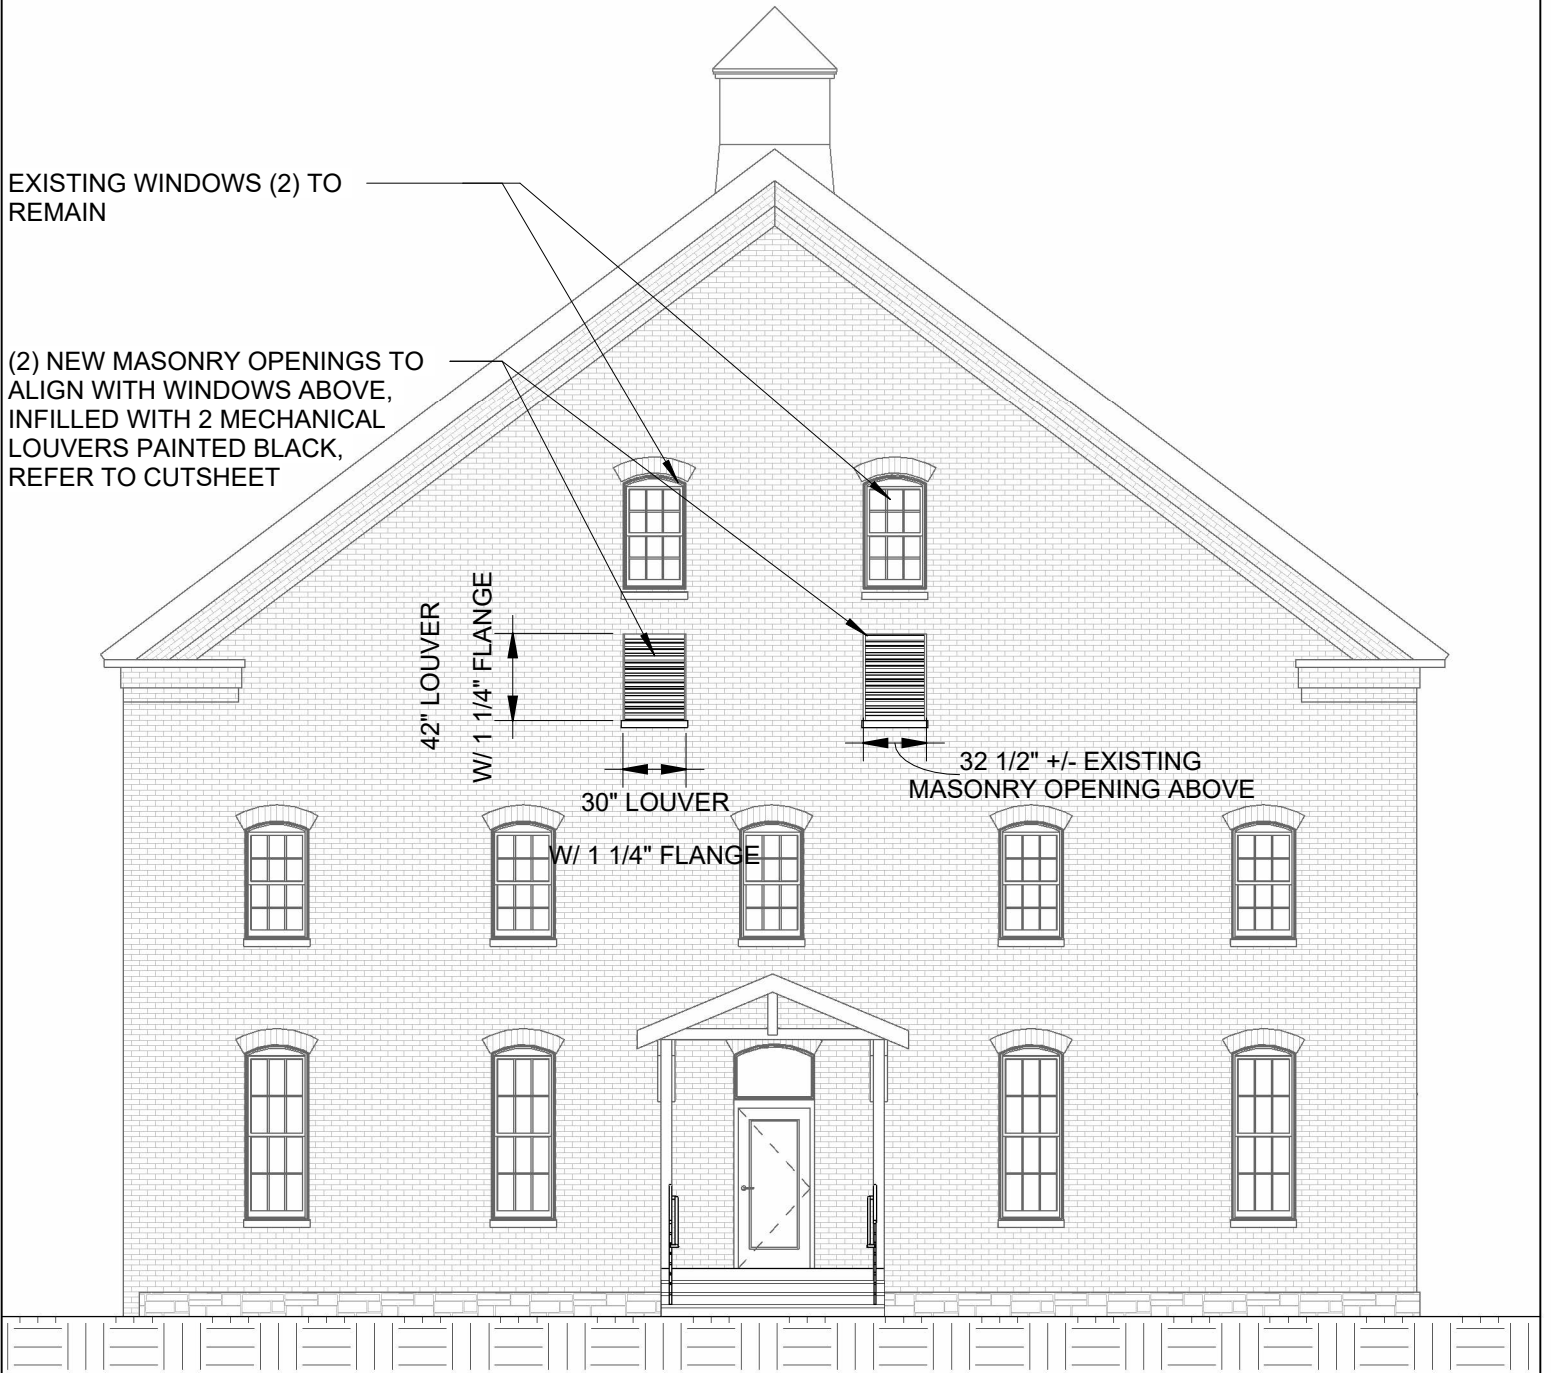 EXISTING WINDOWS (2) TO
REMAIN
(2) NEW MASONRY OPENINGS TO
ALIGN WITH WINDOWS ABOVE,
INFILLED WITH 2 MECHANICAL
LOUVERS PAINTED BLACK,
REFER TO CUTSHEET
42" LOUVER
W/ 1 1/4" FLANGE
30" LOUVER
W/ 1 1/4" FLANGE
32 1/2" +/- EXISTING
MASONRY OPENING ABOVE